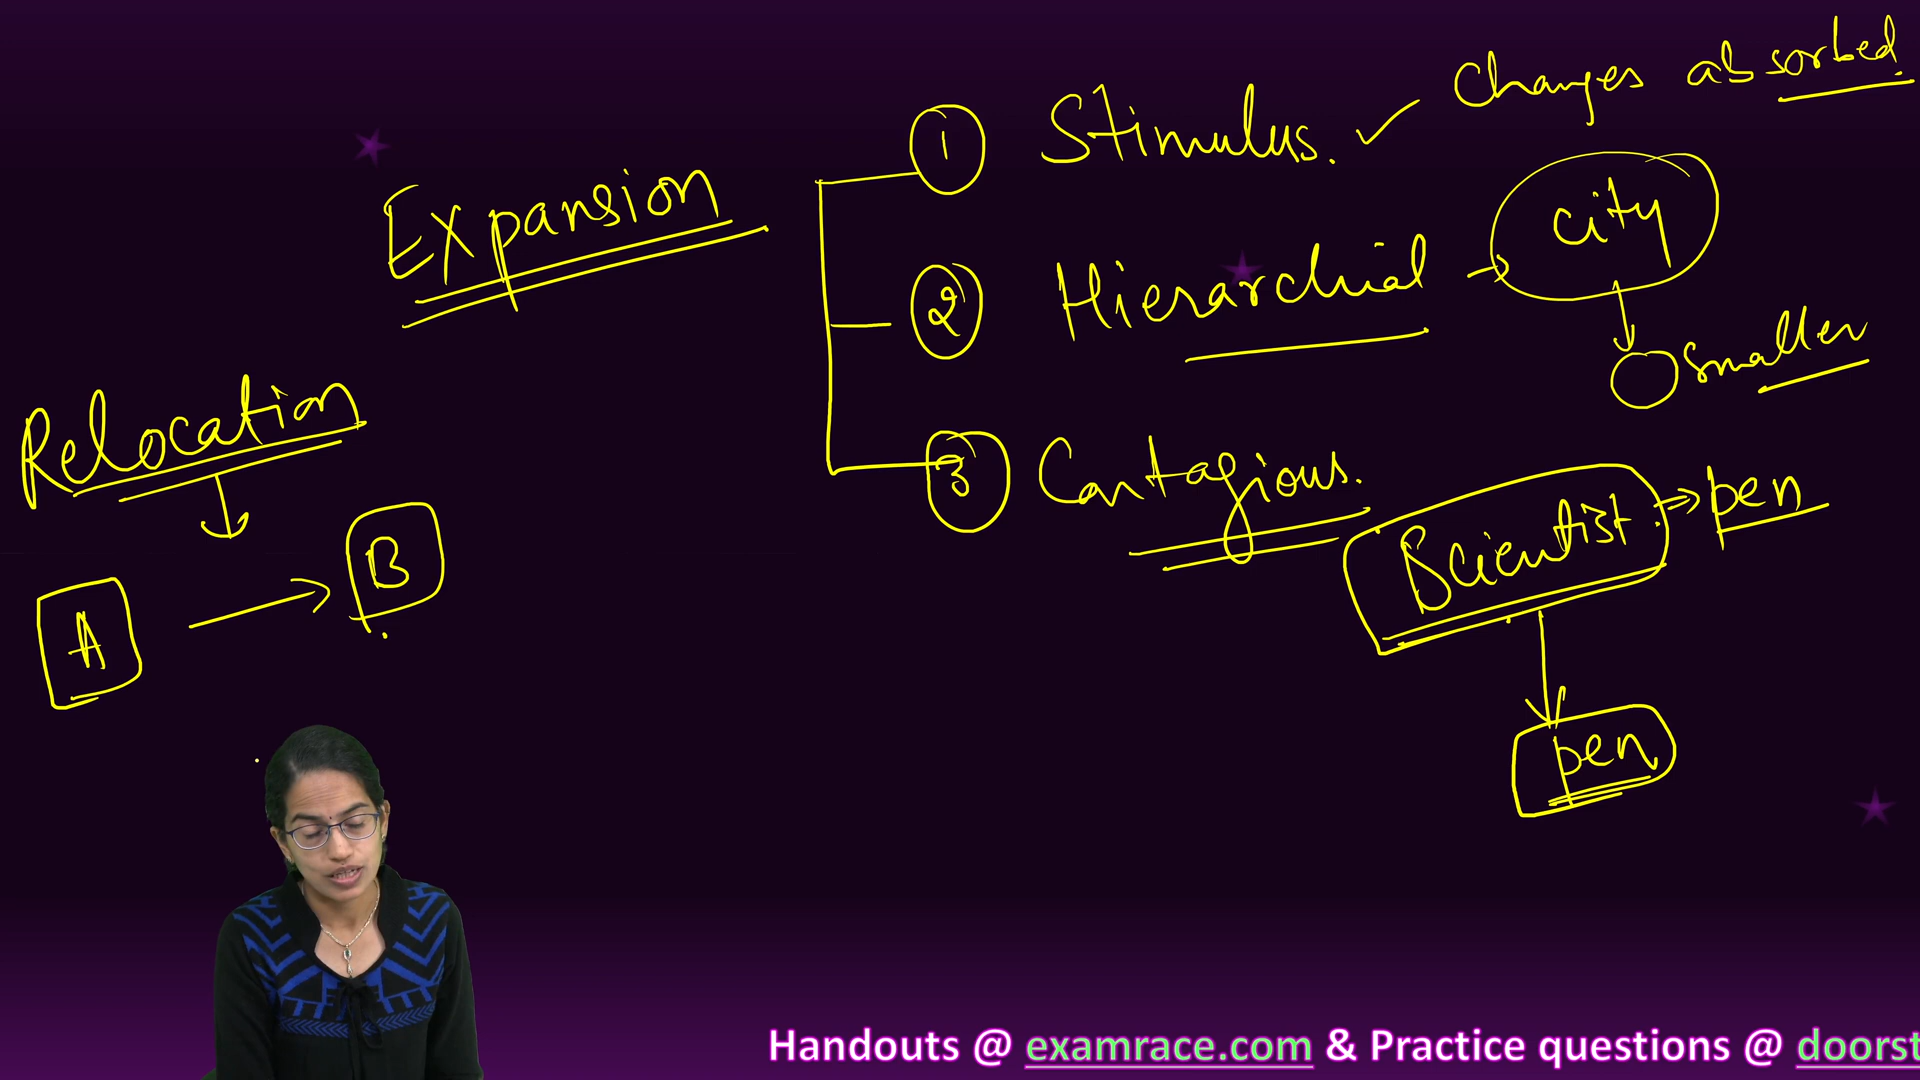 Expansion
① Stimulus. ✓ Changes absorbed.
② Hierarchial → city
smaller
③ Contagious.
Scientist → pen
pen
Relocation
A → B
Handouts @ examrace.com & Practice questions @ doorst